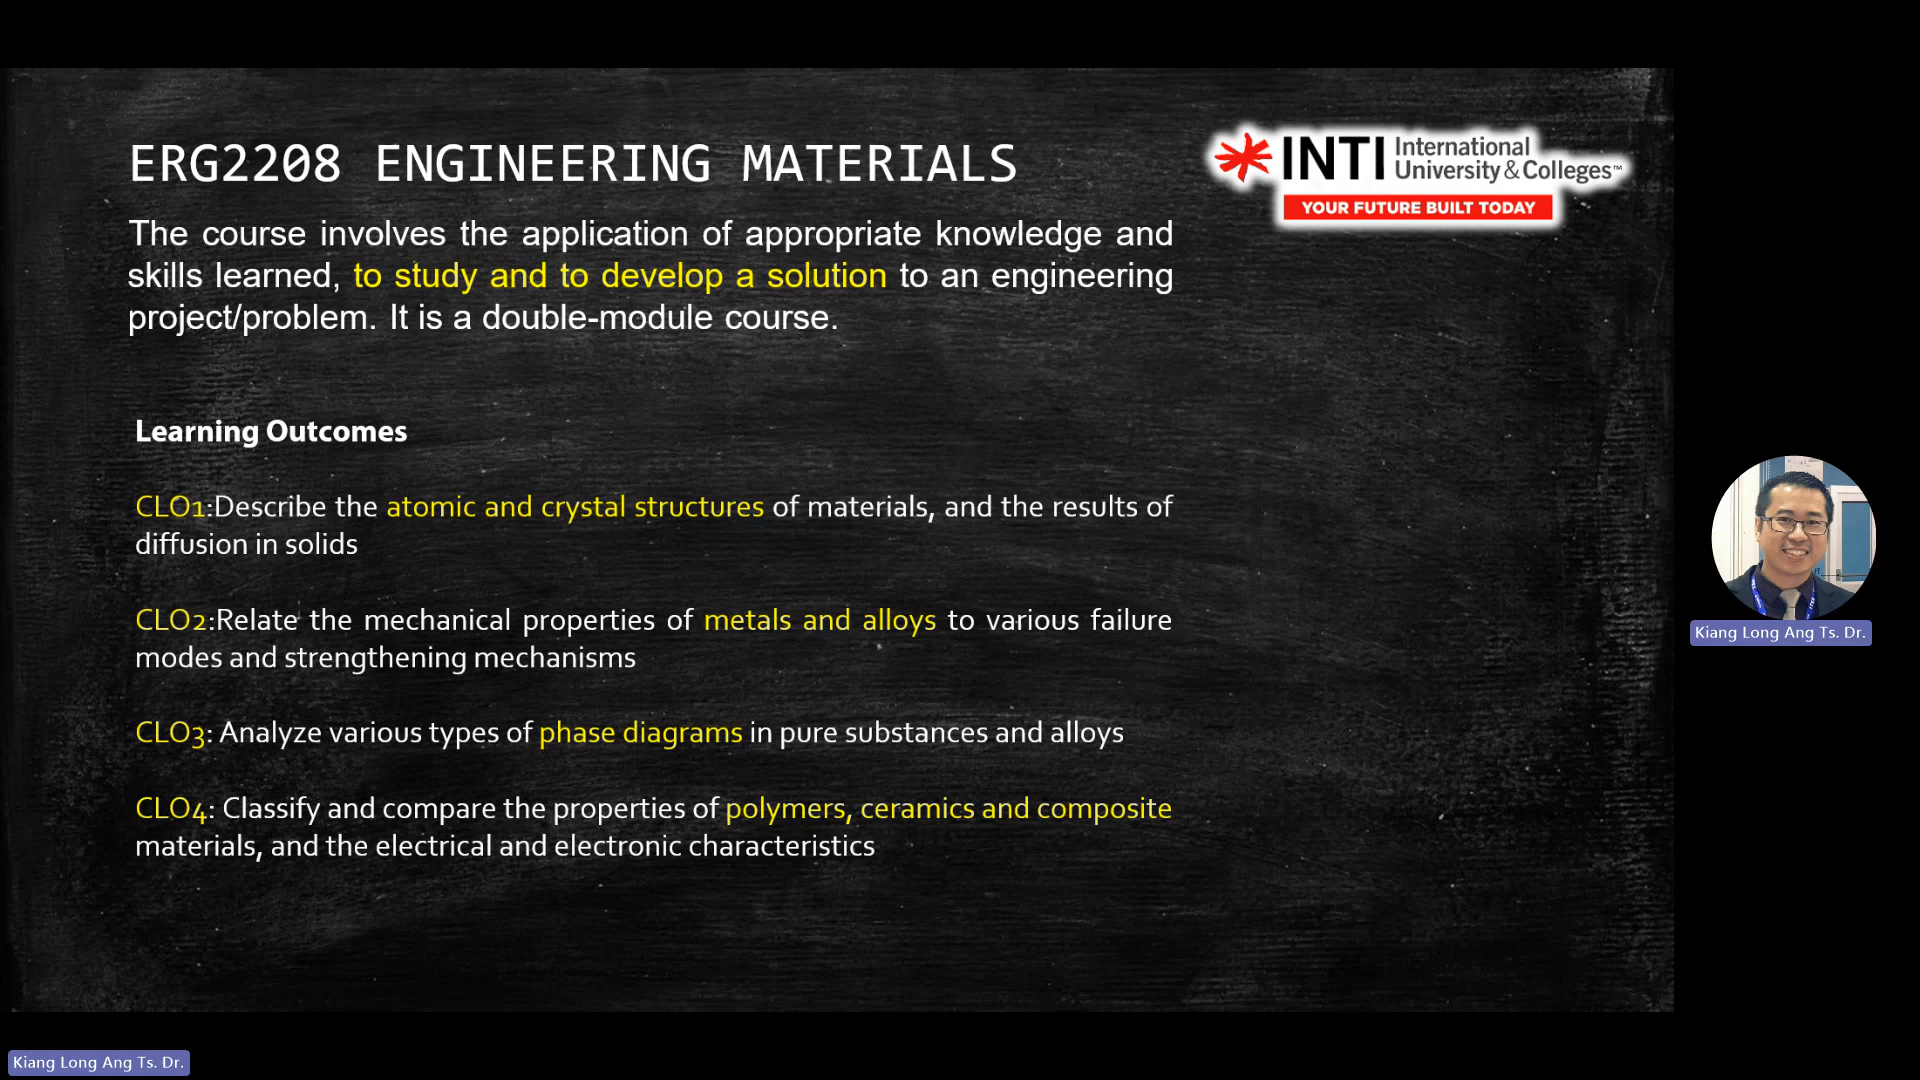 ERG2208 ENGINEERING MATERIALS
INTI International University & Colleges™
YOUR FUTURE BUILT TODAY
The course involves the application of appropriate knowledge and
skills learned, to study and to develop a solution to an engineering
project/problem. It is a double-module course.
Learning Outcomes
CLO1:Describe the atomic and crystal structures of materials, and the results of
diffusion in solids
CLO2:Relate the mechanical properties of metals and alloys to various failure
modes and strengthening mechanisms
CLO3: Analyze various types of phase diagrams in pure substances and alloys
CLO4: Classify and compare the properties of polymers, ceramics and composite
materials, and the electrical and electronic characteristics
Kiang Long Ang Ts. Dr.
Kiang Long Ang Ts. Dr.